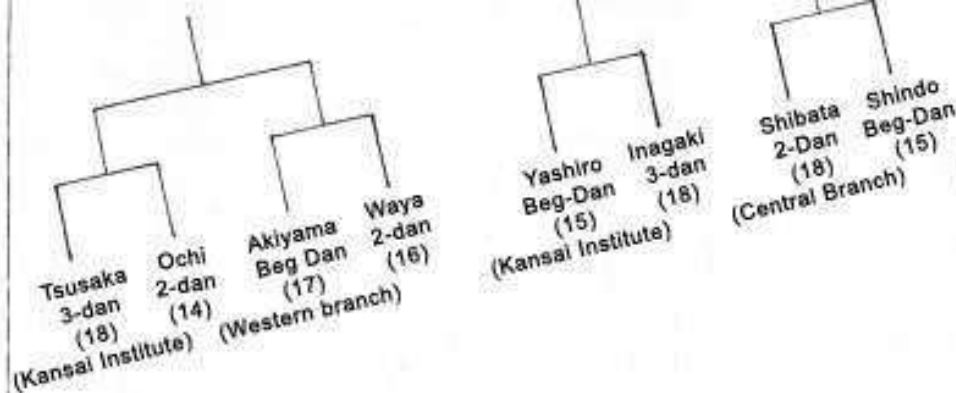 Tsusaka
3-dan
(18)
(Kansai Institute)
Ochi
2-dan
(14)
Akiyama
Beg Dan
(17)
(Western branch)
Waya
2-dan
(16)
Yashiro
Beg-Dan
(15)
(Kansai Institute)
Inagaki
3-dan
(18)
Shibata
2-Dan
(18)
(Central Branch)
Shindo
Beg-Dan
(15)